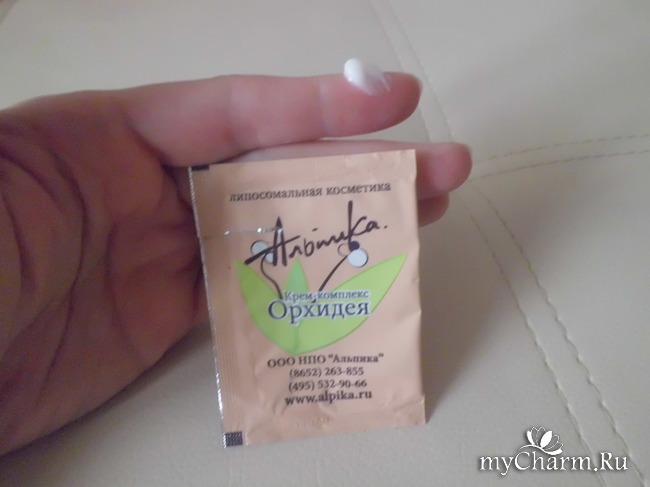 липосомальная косметика
Альпика.
Крем-комплекс
Орхидея
ООО НПО "Альпика"
(8652) 263-855
(495) 532-90-66
www.alpika.ru
myCharm.Ru